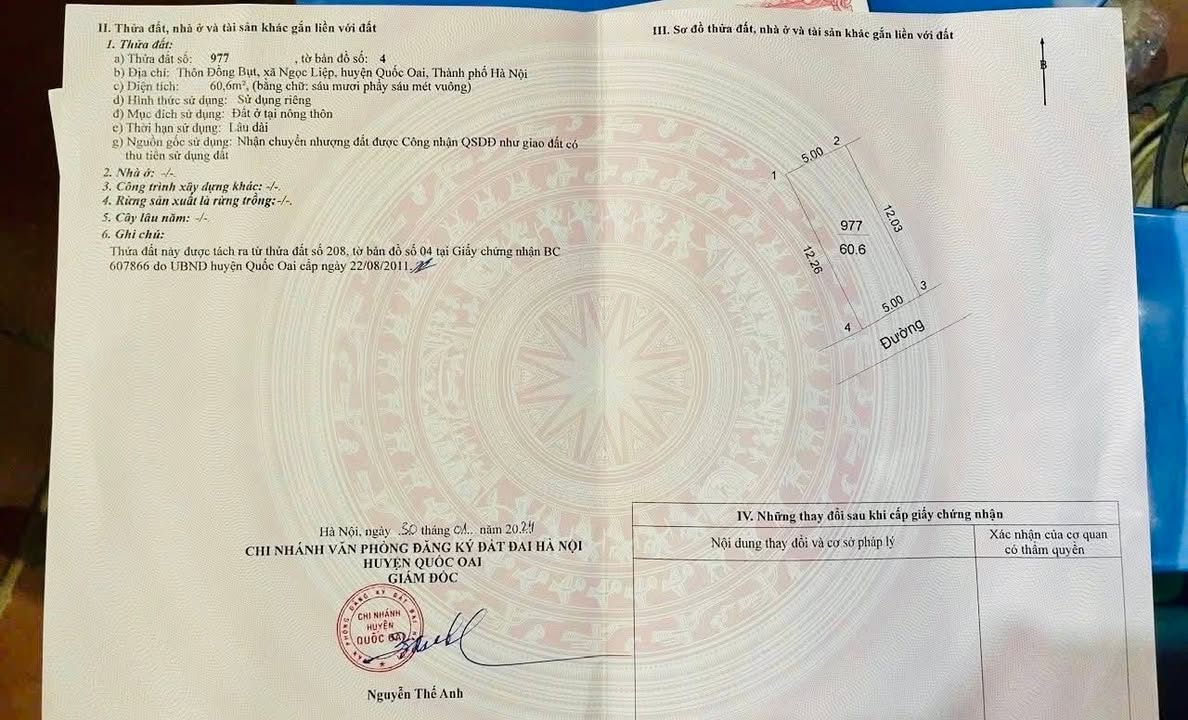 II. Thửa đất, nhà ở và tài sản khác gắn liền với đất
1. Thửa đất:
a) Thửa đất số: 977 , tờ bản đồ số: 4
b) Địa chỉ: Thôn Đồng Bụt, xã Ngọc Liệp, huyện Quốc Oai, Thành phố Hà Nội
c) Diện tích: 60,6m², (bằng chữ: sáu mươi phẩy sáu mét vuông)
d) Hình thức sử dụng: Sử dụng riêng
đ) Mục đích sử dụng: Đất ở tại nông thôn
e) Thời hạn sử dụng: Lâu dài
g) Nguồn gốc sử dụng: Nhận chuyển nhượng đất được Công nhận QSDĐ như giao đất có
thu tiền sử dụng đất
2. Nhà ở: -/-
3. Công trình xây dựng khác: -/-.
4. Rừng sản xuất là rừng trồng:-/-.
5. Cây lâu năm: -/-
6. Ghi chú:
Thửa đất này được tách ra từ thửa đất số 208, tờ bản đồ số 04 tại Giấy chứng nhận BC
607866 do UBND huyện Quốc Oai cấp ngày 22/08/2011
Hà Nội, ngày 30 tháng 01.. năm 2024
CHI NHÁNH VĂN PHÒNG ĐĂNG KÝ ĐẤT ĐAI HÀ NỘI
HUYỆN QUỐC OAI
GIÁM ĐỐC
CHI NHÁNH
HUYỆN
QUỐC OAI
Nguyễn Thế Anh
III. Sơ đồ thửa đất, nhà ở và tài sản khác gắn liền với đất
B
1
5.00
2
12.03
977
60.6
12.26
3
5.00
4
Đường
IV. Những thay đổi sau khi cấp giấy chứng nhận
Nội dung thay đổi và cơ sở pháp lý
Xác nhận của cơ quan
có thẩm quyền